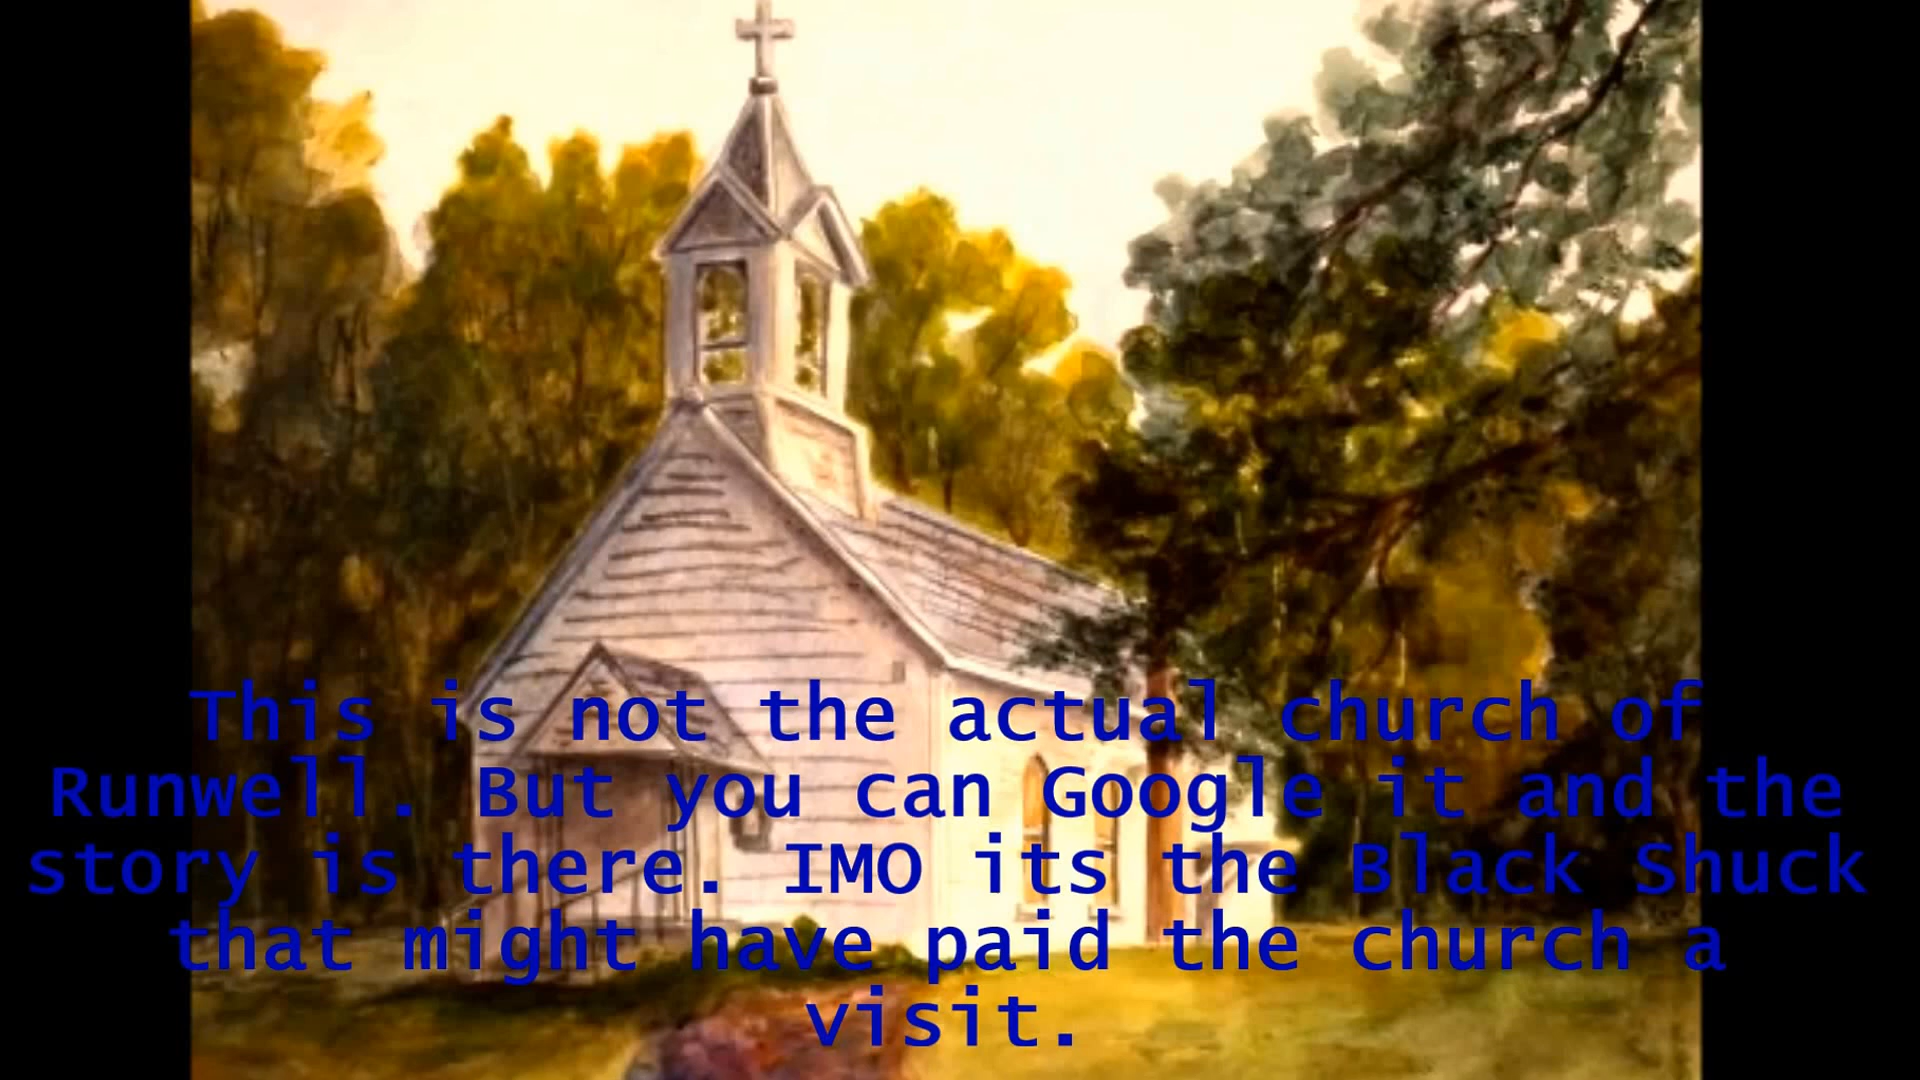 This is not the actual church of
Runwell. But you can Google it and the
story is there. IMO its the Black Shuck
that might have paid the church a
visit.